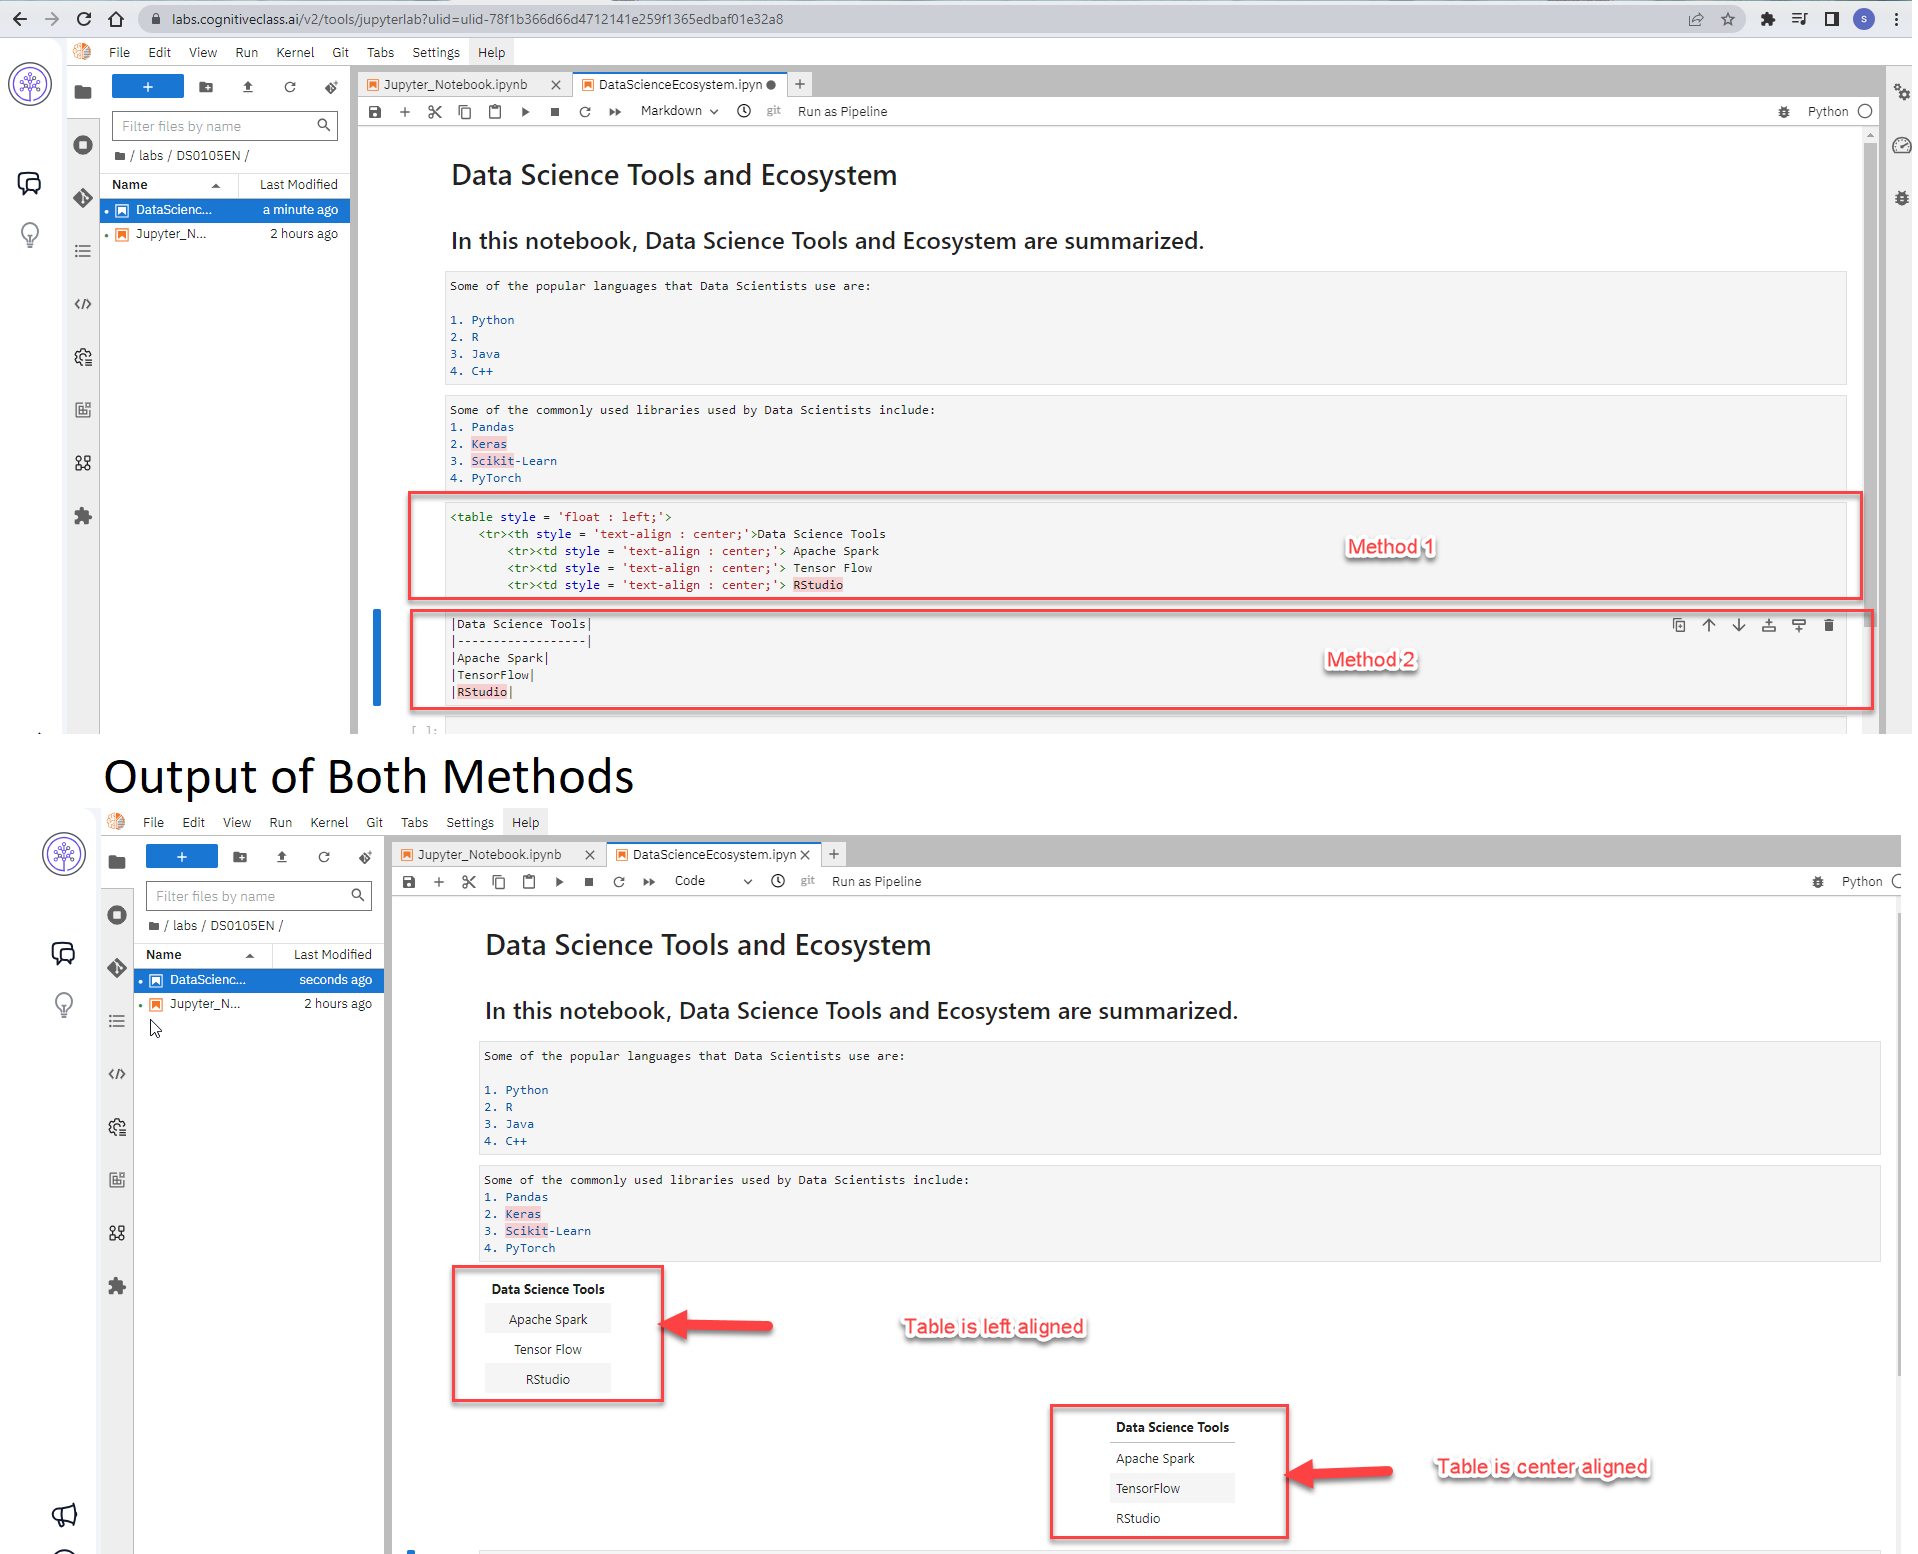 labs.cognitiveclass.ai/v2/tools/jupyterlab?ulid=ulid-78f1b366d66d4712141e259f1365edbaf01e32a8
S
File Edit View Run Kernel Git Tabs Settings Help
+
Jupyter_Notebook.ipynb
DataScienceEcosystem.ipyn
Filter files by name
Markdown
git
Run as Pipeline
Python
/ labs / DS0105EN /
Name Last Modified
DataScienc... a minute ago
Jupyter_N... 2 hours ago
Data Science Tools and Ecosystem
In this notebook, Data Science Tools and Ecosystem are summarized.
Some of the popular languages that Data Scientists use are:
1. Python
2. R
3. Java
4. C++
Some of the commonly used libraries used by Data Scientists include:
1. Pandas
2. Keras
3. Scikit-Learn
4. PyTorch
<table style = 'float : left;'>
<tr><th style = 'text-align : center;'>Data Science Tools
<tr><td style = 'text-align : center;'> Apache Spark
<tr><td style = 'text-align : center;'> Tensor Flow
<tr><td style = 'text-align : center;'> RStudio
Method 1
|Data Science Tools|
|------------------|
|Apache Spark|
|TensorFlow|
|RStudio|
Method 2
[ ]:
Output of Both Methods
File Edit View Run Kernel Git Tabs Settings Help
+
Jupyter_Notebook.ipynb
DataScienceEcosystem.ipyn
Filter files by name
Code
git
Run as Pipeline
Python
/ labs / DS0105EN /
Name Last Modified
DataScienc... seconds ago
Jupyter_N... 2 hours ago
Data Science Tools and Ecosystem
In this notebook, Data Science Tools and Ecosystem are summarized.
Some of the popular languages that Data Scientists use are:
1. Python
2. R
3. Java
4. C++
Some of the commonly used libraries used by Data Scientists include:
1. Pandas
2. Keras
3. Scikit-Learn
4. PyTorch
Data Science Tools
Apache Spark
Tensor Flow
RStudio
Table is left aligned
Data Science Tools
Apache Spark
TensorFlow
RStudio
Table is center aligned